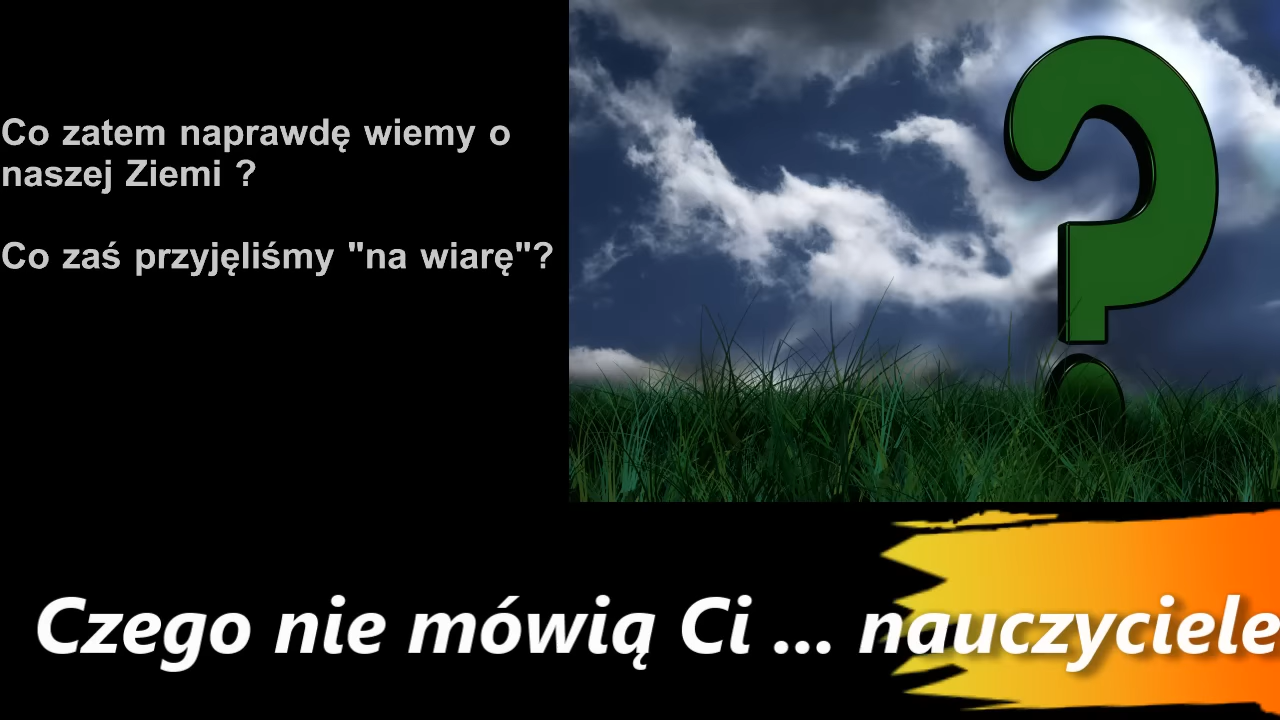 Co zatem naprawdę wiemy o
naszej Ziemi ?
Co zaś przyjęliśmy "na wiarę"?
Czego nie mówią Ci ... nauczyciele